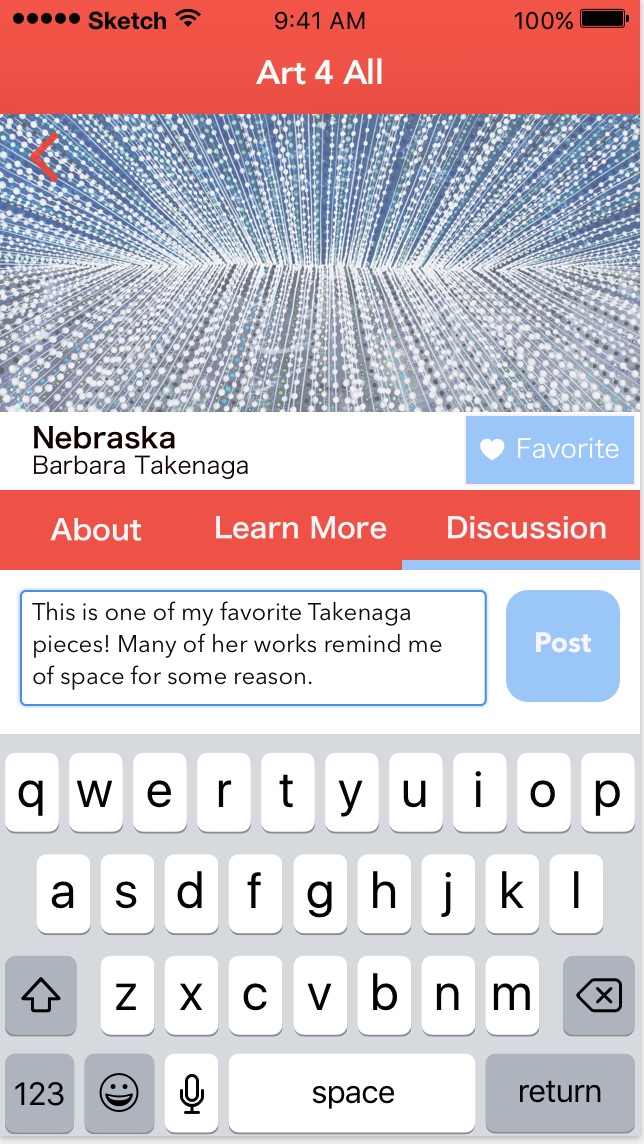 Sketch 9:41 AM 100%
Art 4 All
Nebraska
Barbara Takenaga
Favorite
About Learn More Discussion
This is one of my favorite Takenaga
pieces! Many of her works remind me
of space for some reason.
Post
q w e r t y u i o p
a s d f g h j k l
z x c v b n m
123 space return